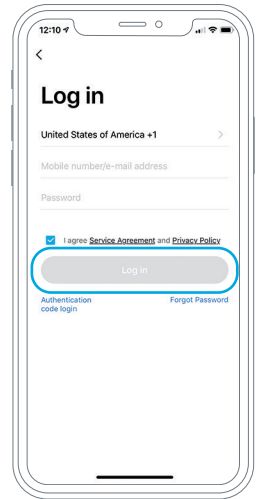 12:10
Log in
United States of America +1
Mobile number/e-mail address
Password
I agree Service Agreement and Privacy Policy
Log in
Authentication Forgot Password
code login